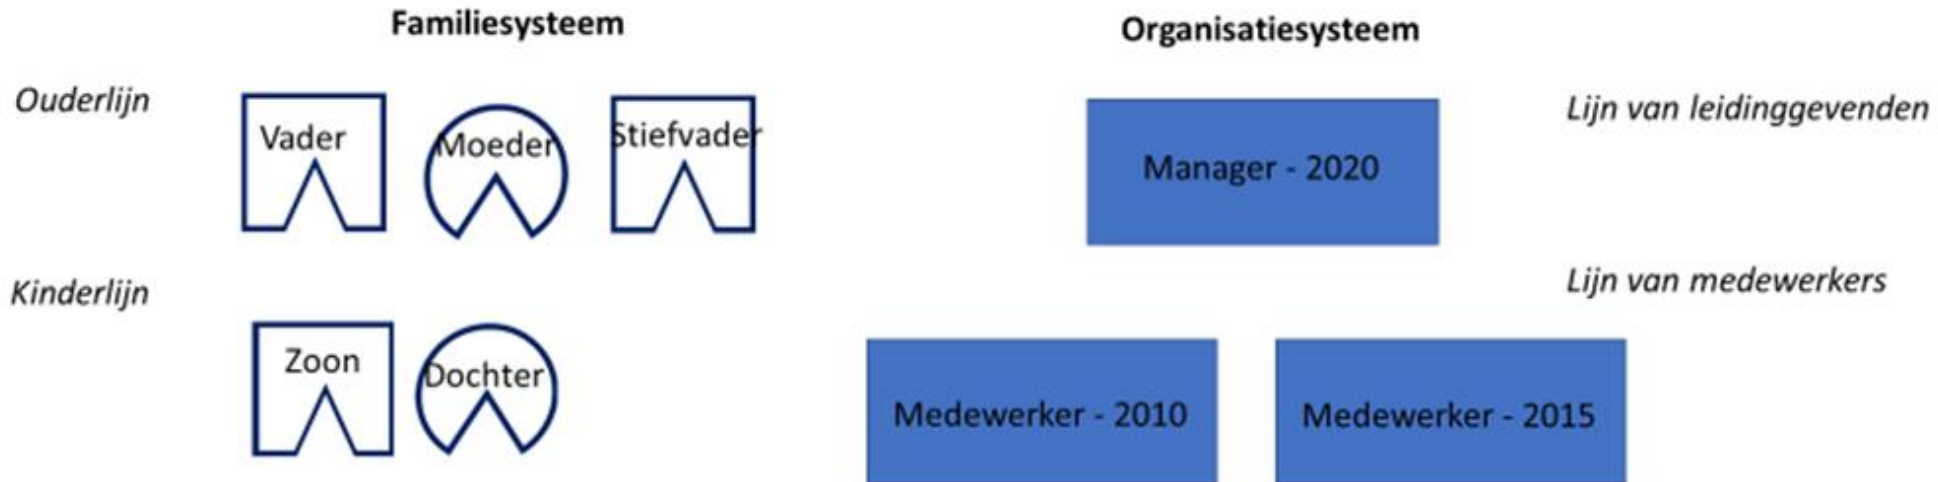 Familiesysteem
Organisatiesysteem
Ouderlijn
Vader
Moeder
Stiefvader
Manager - 2020
Lijn van leidinggevenden
Kinderlijn
Lijn van medewerkers
Zoon
Dochter
Medewerker - 2010
Medewerker - 2015